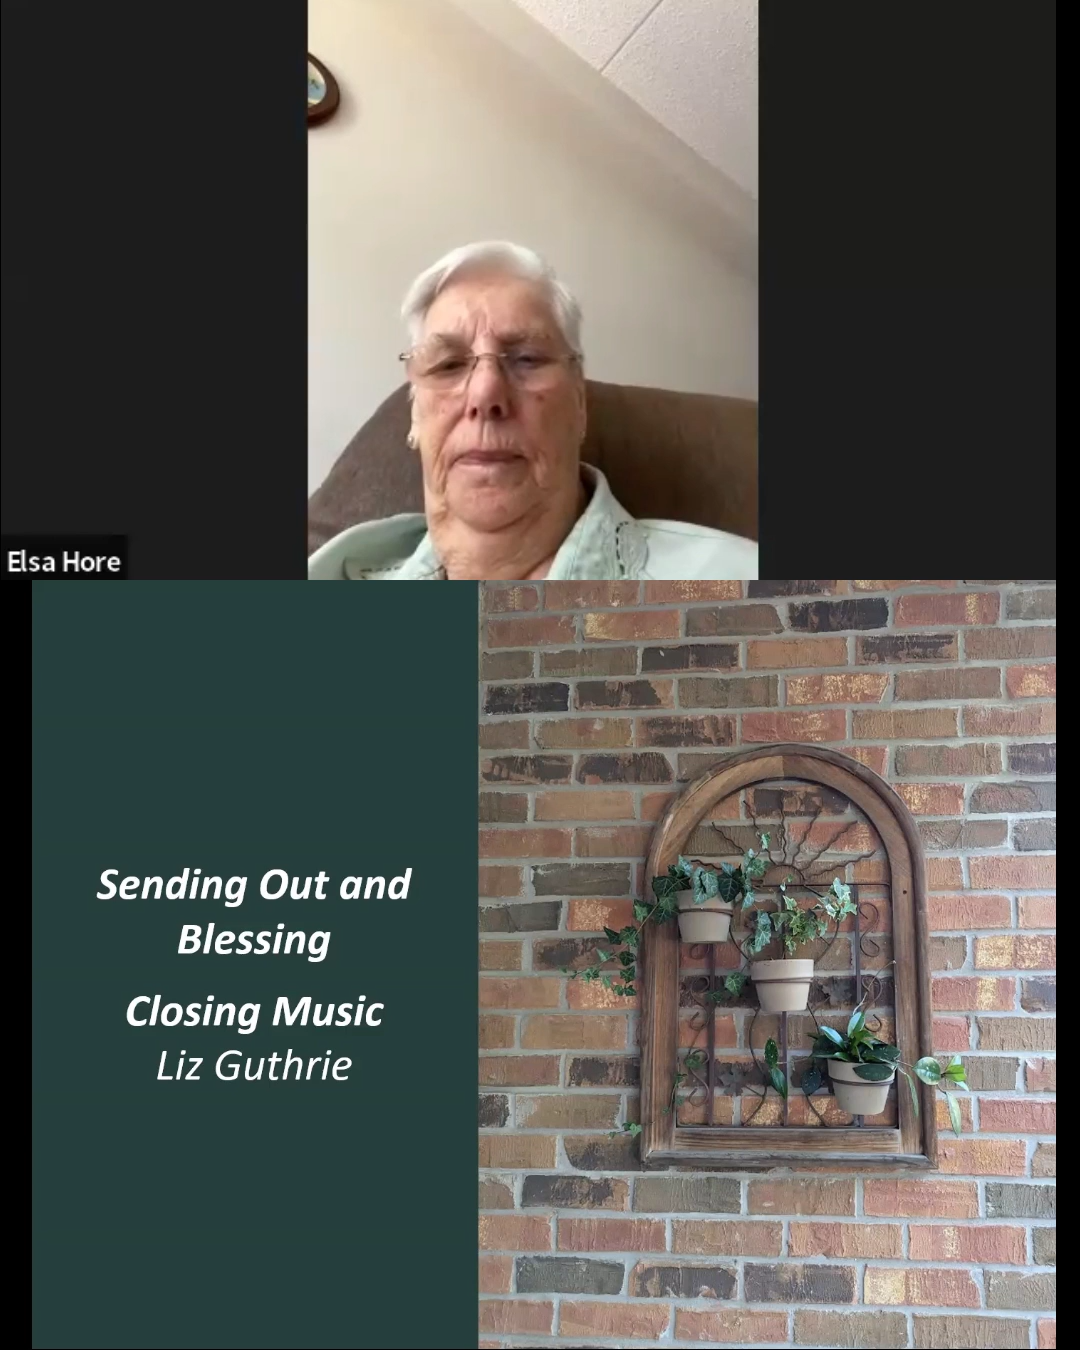 Elsa Hore
Sending Out and
Blessing
Closing Music
Liz Guthrie